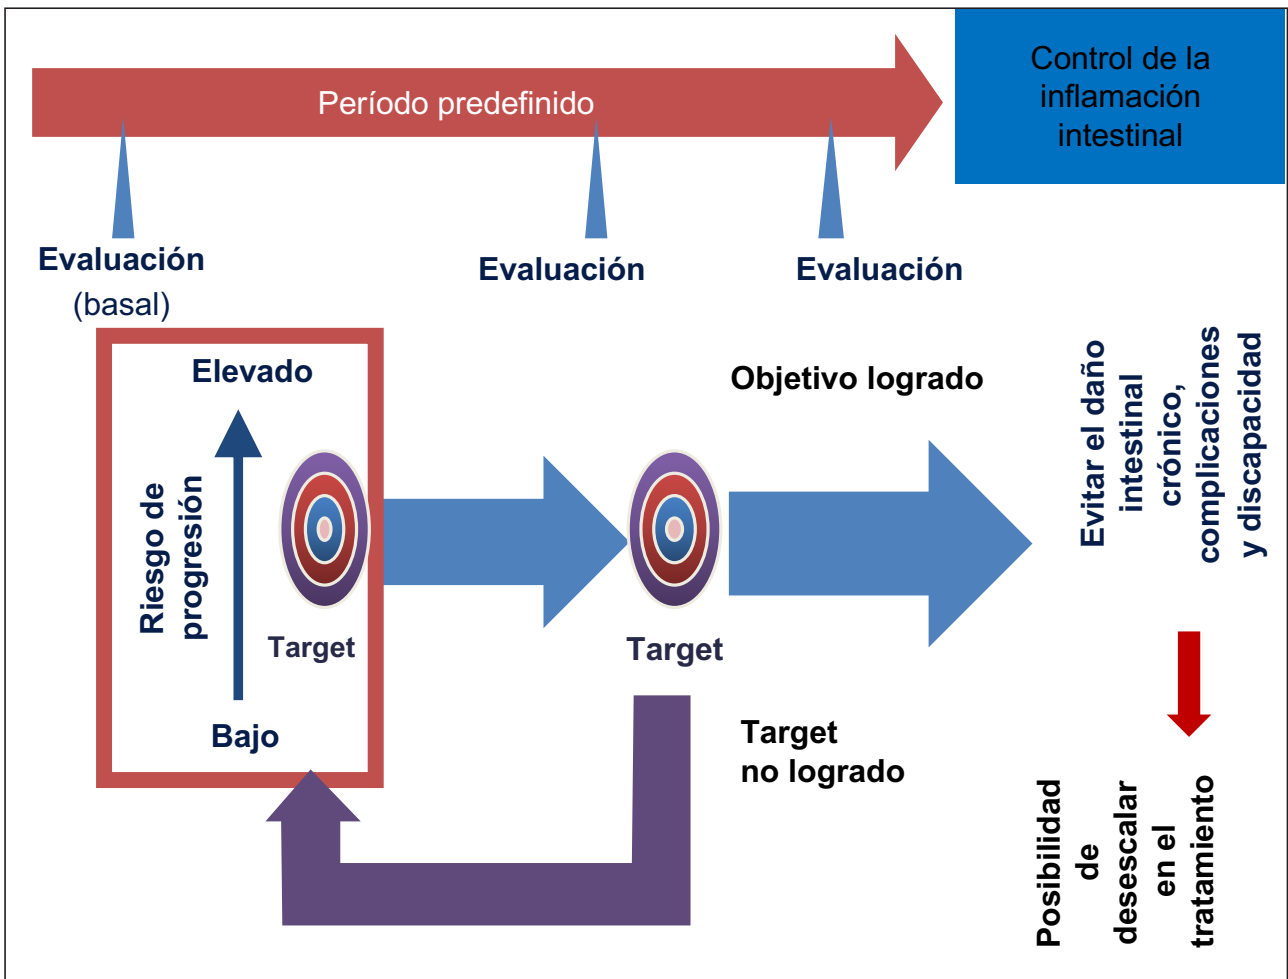 Período predefinido
Control de la
inflamación
intestinal
Evaluación
(basal)
Evaluación
Evaluación
Elevado
Riesgo de
progresión
Bajo
Target
Target
Objetivo logrado
Target
no logrado
Evitar el daño
intestinal
crónico,
complicaciones
y discapacidad
Posibilidad
de
desescalar
en el
tratamiento